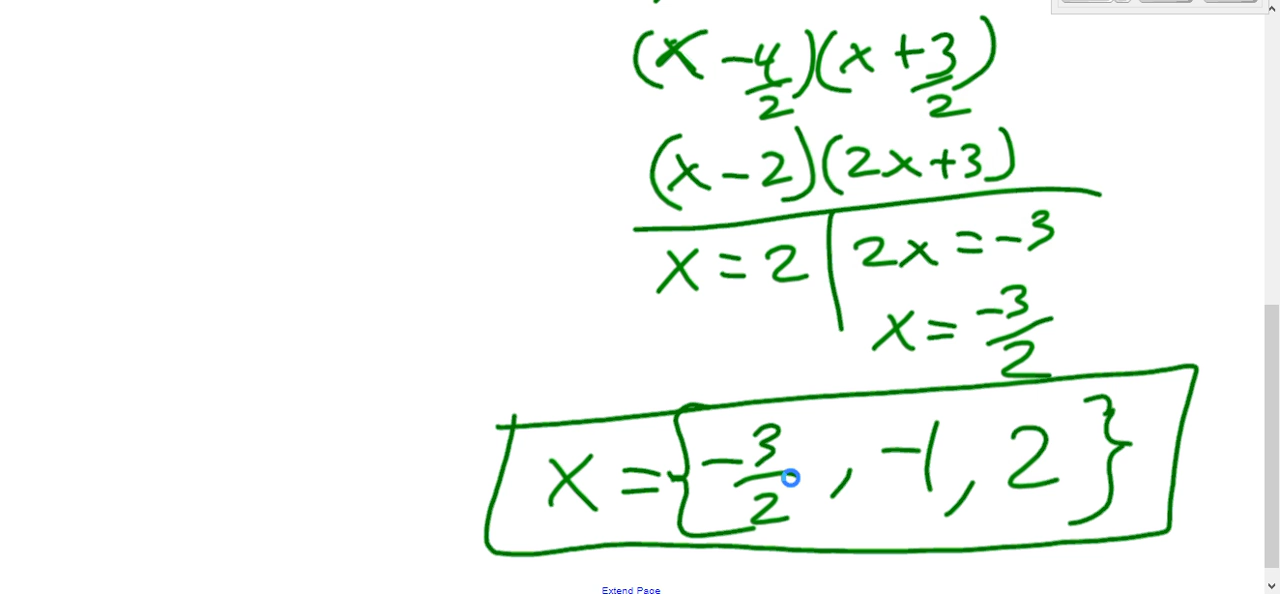 (x - 4/2)(x + 3/2)
(x - 2)(2x + 3)
x = 2 | 2x = -3
x = -3/2
x = {-3/2, -1, 2}
Extend Page